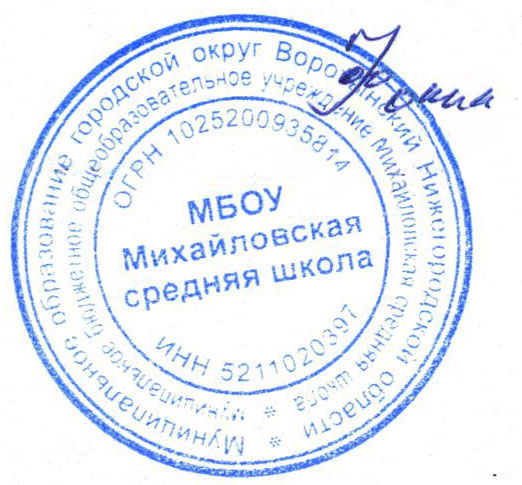 Муниципальное образование городской округ Воротынский Нижегородской области *
муниципальное бюджетное общеобразовательное учреждение Михайловская средняя школа *
ОГРН 1025200935814
МБОУ
Михайловская
средняя школа
ИНН 5211020397